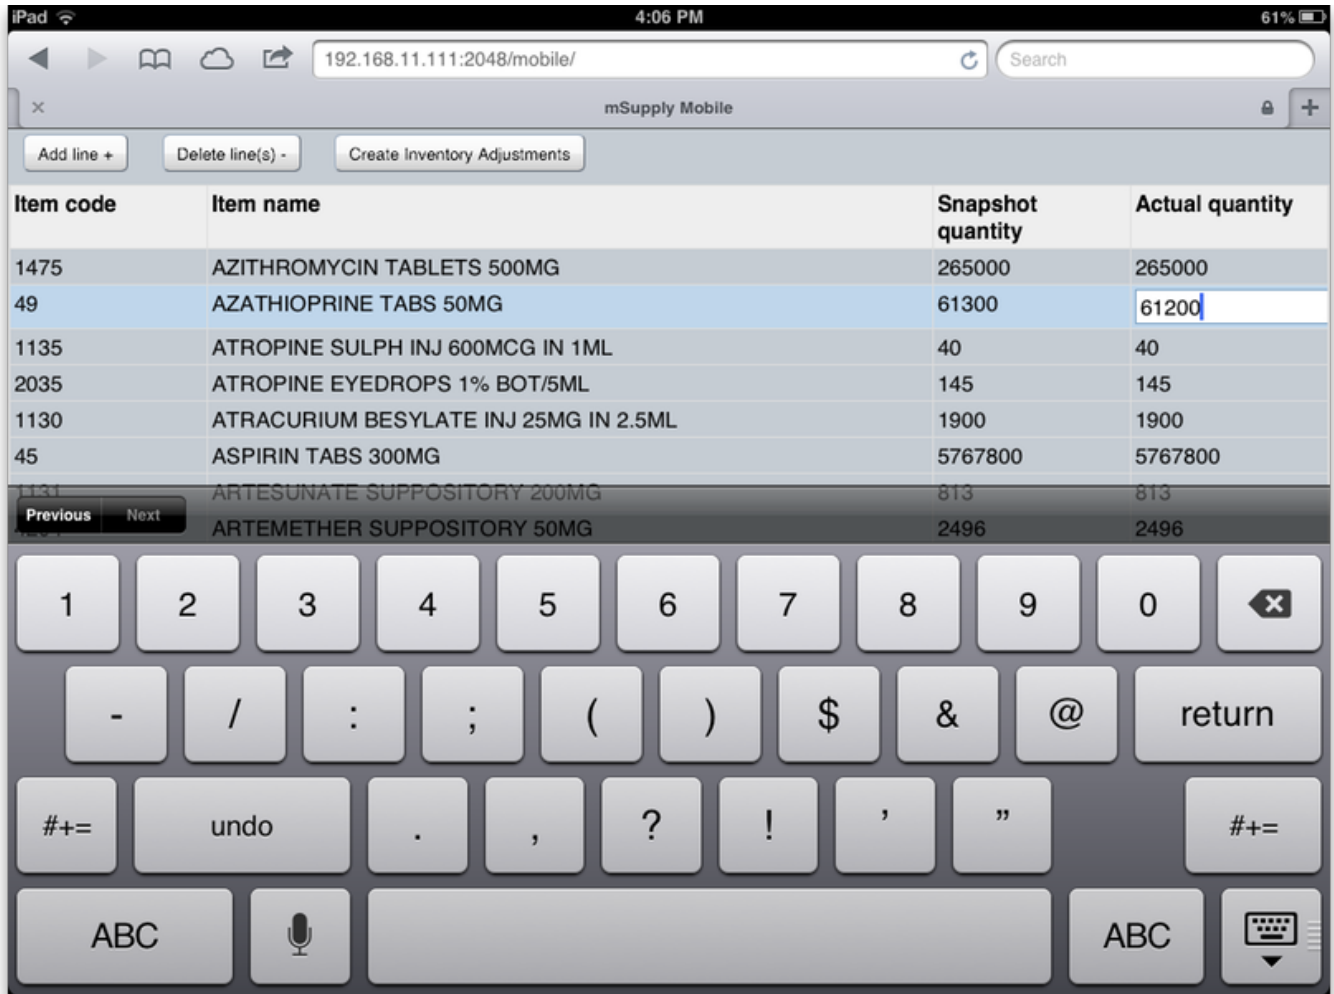 iPad 4:06 PM 61%
192.168.11.111:2048/mobile/ Search
mSupply Mobile
Add line + Delete line(s) - Create Inventory Adjustments
Item code Item name Snapshot quantity Actual quantity
1475 AZITHROMYCIN TABLETS 500MG 265000 265000
49 AZATHIOPRINE TABS 50MG 61300 61200
1135 ATROPINE SULPH INJ 600MCG IN 1ML 40 40
2035 ATROPINE EYEDROPS 1% BOT/5ML 145 145
1130 ATRACURIUM BESYLATE INJ 25MG IN 2.5ML 1900 1900
45 ASPIRIN TABS 300MG 5767800 5767800
1131 ARTESUNATE SUPPOSITORY 200MG 813 813
Previous Next
ARTEMETHER SUPPOSITORY 50MG 2496 2496
1 2 3 4 5 6 7 8 9 0
- / : ; ( ) $ & @ return
#+= undo . , ? ! ’ ” #+=
ABC ABC